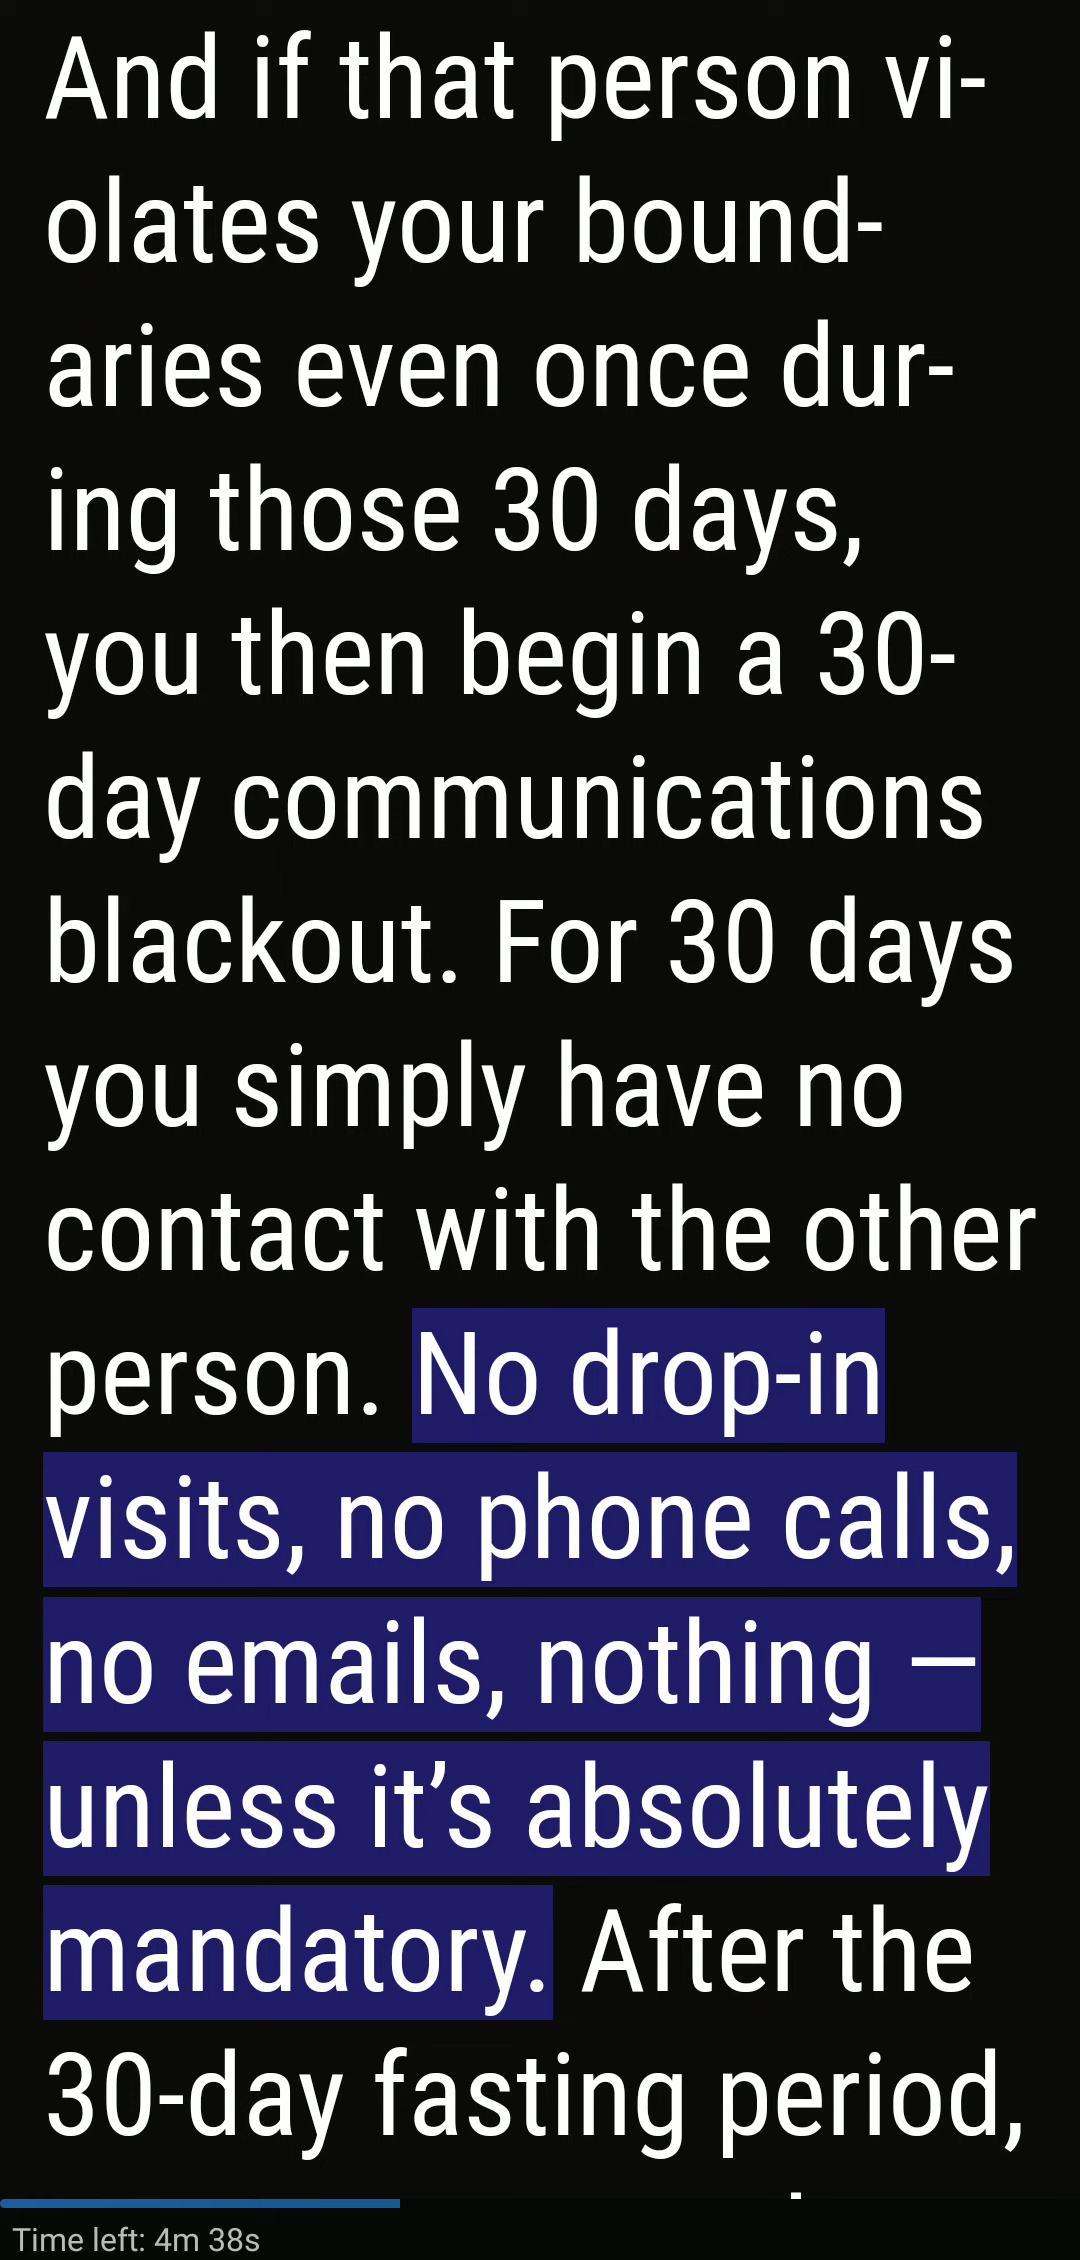 And if that person vi-
olates your bound-
aries even once dur-
ing those 30 days,
you then begin a 30-
day communications
blackout. For 30 days
you simply have no
contact with the other
person. No drop-in
visits, no phone calls,
no emails, nothing —
unless it’s absolutely
mandatory. After the
30-day fasting period,
Time left: 4m 38s